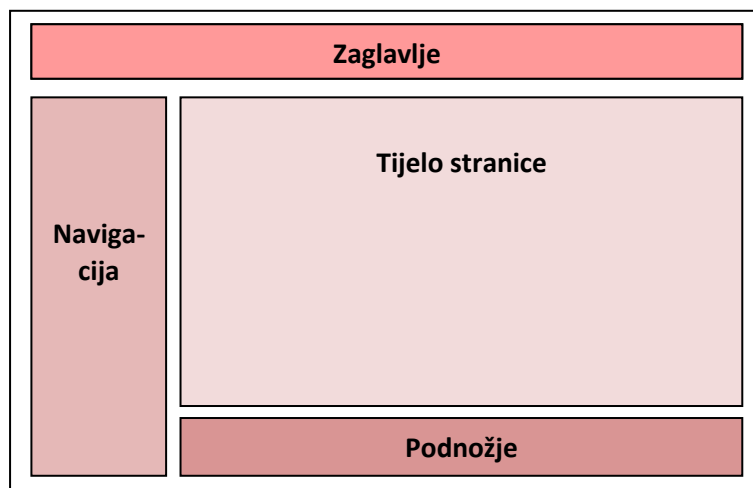 Zaglavlje
Tijelo stranice
Naviga-
cija
Podnožje